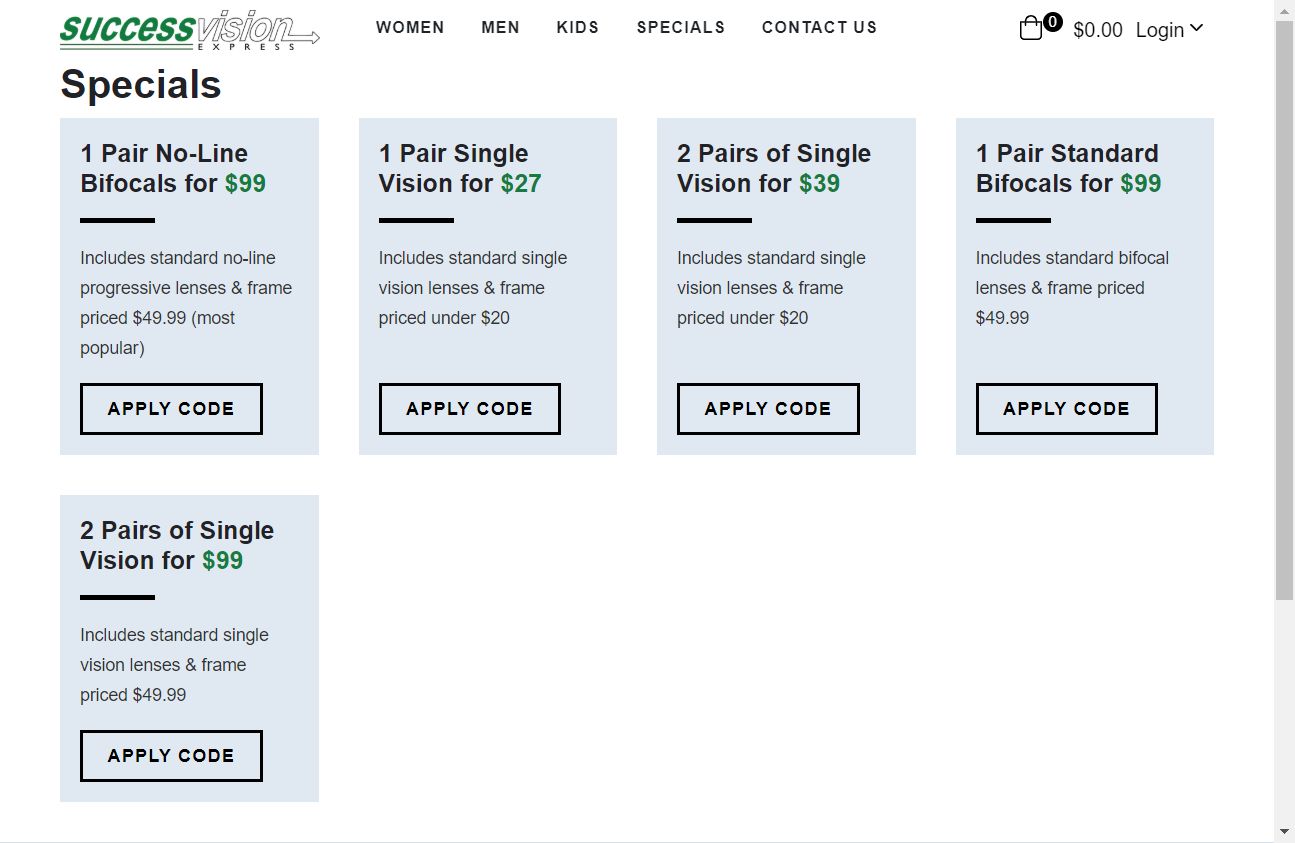 successvision
EXPRESS
WOMEN MEN KIDS SPECIALS CONTACT US
0 $0.00 Login
Specials
1 Pair No-Line
Bifocals for $99
Includes standard no-line
progressive lenses & frame
priced $49.99 (most
popular)
APPLY CODE
1 Pair Single
Vision for $27
Includes standard single
vision lenses & frame
priced under $20
APPLY CODE
2 Pairs of Single
Vision for $39
Includes standard single
vision lenses & frame
priced under $20
APPLY CODE
1 Pair Standard
Bifocals for $99
Includes standard bifocal
lenses & frame priced
$49.99
APPLY CODE
2 Pairs of Single
Vision for $99
Includes standard single
vision lenses & frame
priced $49.99
APPLY CODE